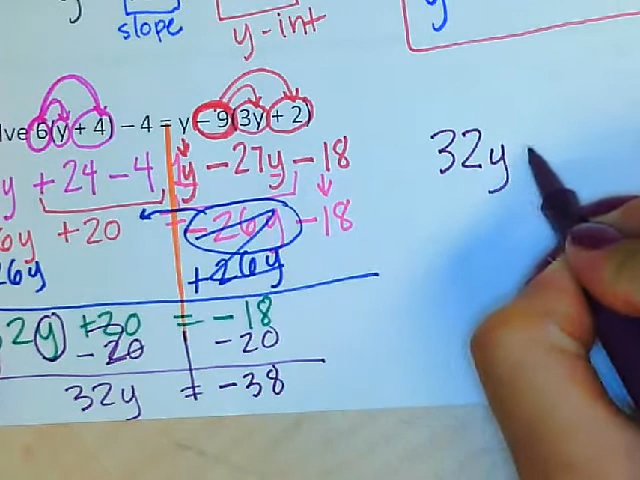 y
slope
y-int
y
lve 6(y + 4) – 4 = y – 9(3y + 2)
y + 24 - 4 1y - 27y - 18
6y + 20 = -26y - 18
26y +26y
2y + 20 = -18
- 20 - 20
32y = -38
32y